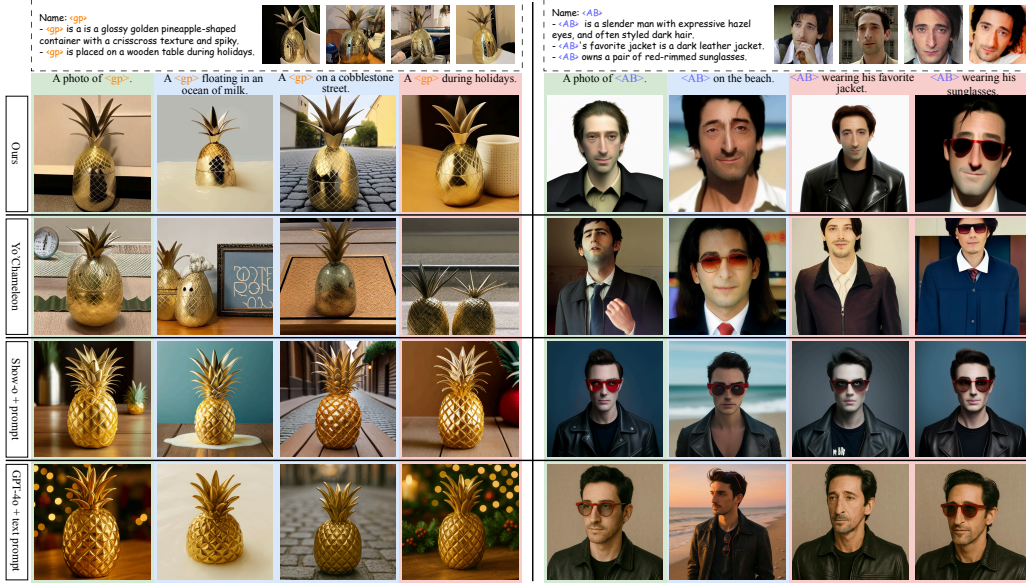 Name: <gp>
- <gp> is a is a glossy golden pineapple-shaped
container with a crisscross texture and spiky.
- <gp> is placed on a wooden table during holidays.
Name: <AB>
- <AB> is a slender man with expressive hazel
eyes, and often styled dark hair.
- <AB>'s favorite jacket is a dark leather jacket.
- <AB> owns a pair of red-rimmed sunglasses.
A photo of <gp>.
A <gp> floating in an
ocean of milk.
A <gp> on a cobblestone
street.
A <gp> during holidays.
A photo of <AB>.
<AB> on the beach.
<AB> wearing his favorite
jacket.
<AB> wearing his
sunglasses.
Ours
Yo'Chameleon
Show-o + prompt
GPT-4o + text prompt